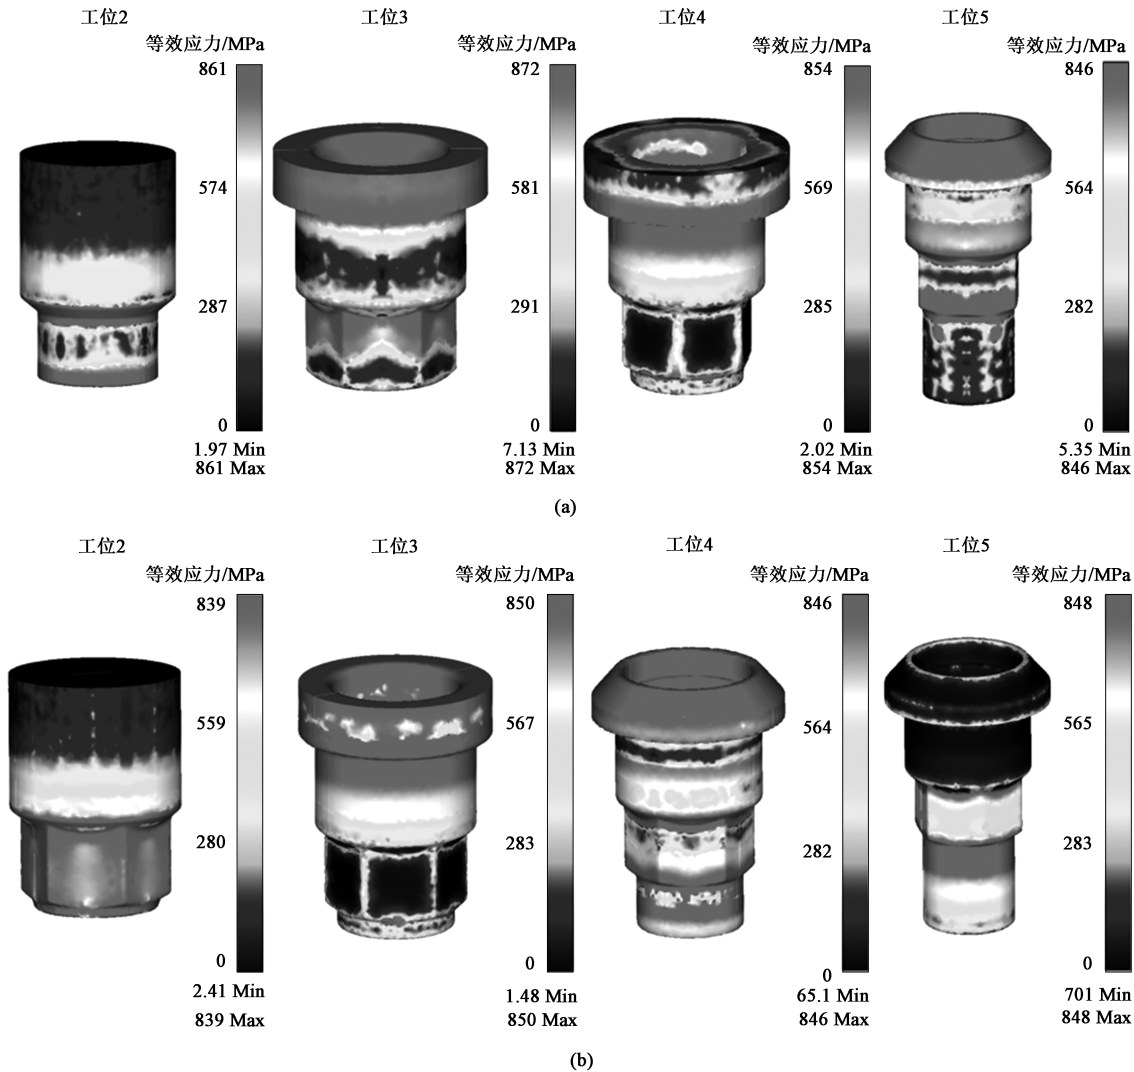 工位2 工位3 工位4 工位5
等效应力/MPa 等效应力/MPa 等效应力/MPa 等效应力/MPa
861 872 854 846
574 581 569 564
287 291 285 282
0 0 0 0
1.97 Min 7.13 Min 2.02 Min 5.35 Min
861 Max 872 Max 854 Max 846 Max
(a)
工位2 工位3 工位4 工位5
等效应力/MPa 等效应力/MPa 等效应力/MPa 等效应力/MPa
839 850 846 848
559 567 564 565
280 283 282 283
0 0 0 0
2.41 Min 1.48 Min 65.1 Min 701 Min
839 Max 850 Max 846 Max 848 Max
(b)